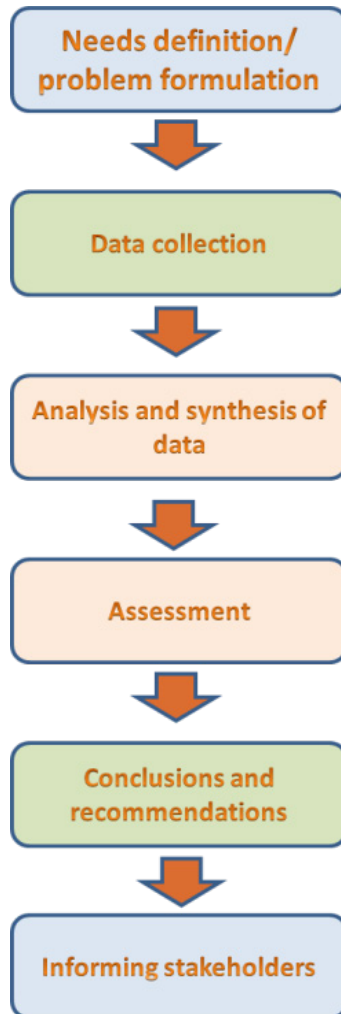 Needs definition/
problem formulation
Data collection
Analysis and synthesis of
data
Assessment
Conclusions and
recommendations
Informing stakeholders